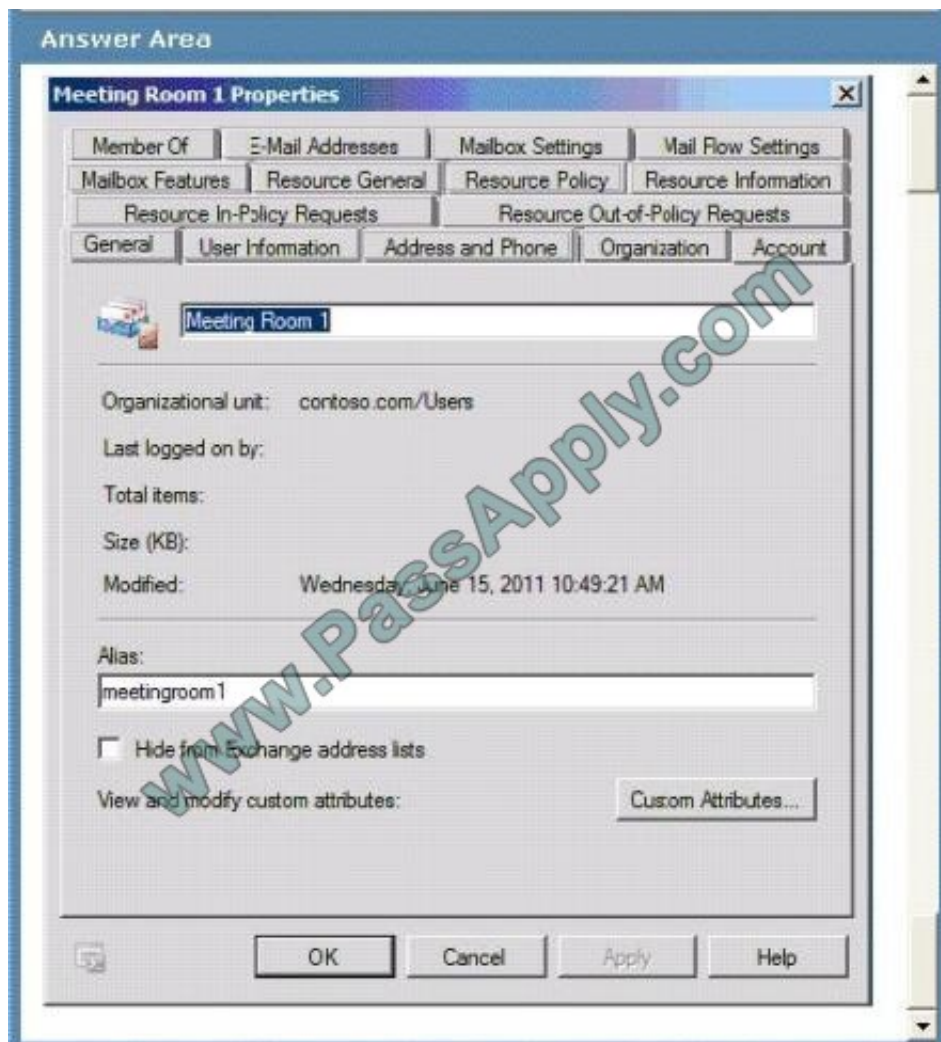 Answer Area
Meeting Room 1 Properties
Member Of E-Mail Addresses Mailbox Settings Mail Flow Settings
Mailbox Features Resource General Resource Policy Resource Information
Resource In-Policy Requests Resource Out-of-Policy Requests
General User Information Address and Phone Organization Account
Meeting Room 1
Organizational unit: contoso.com/Users
Last logged on by:
Total items:
Size (KB):
Modified: Wednesday, June 15, 2011 10:49:21 AM
Alias:
meetingroom1
Hide from Exchange address lists
View and modify custom attributes: Custom Attributes...
OK Cancel Apply Help
www.PassApply.com